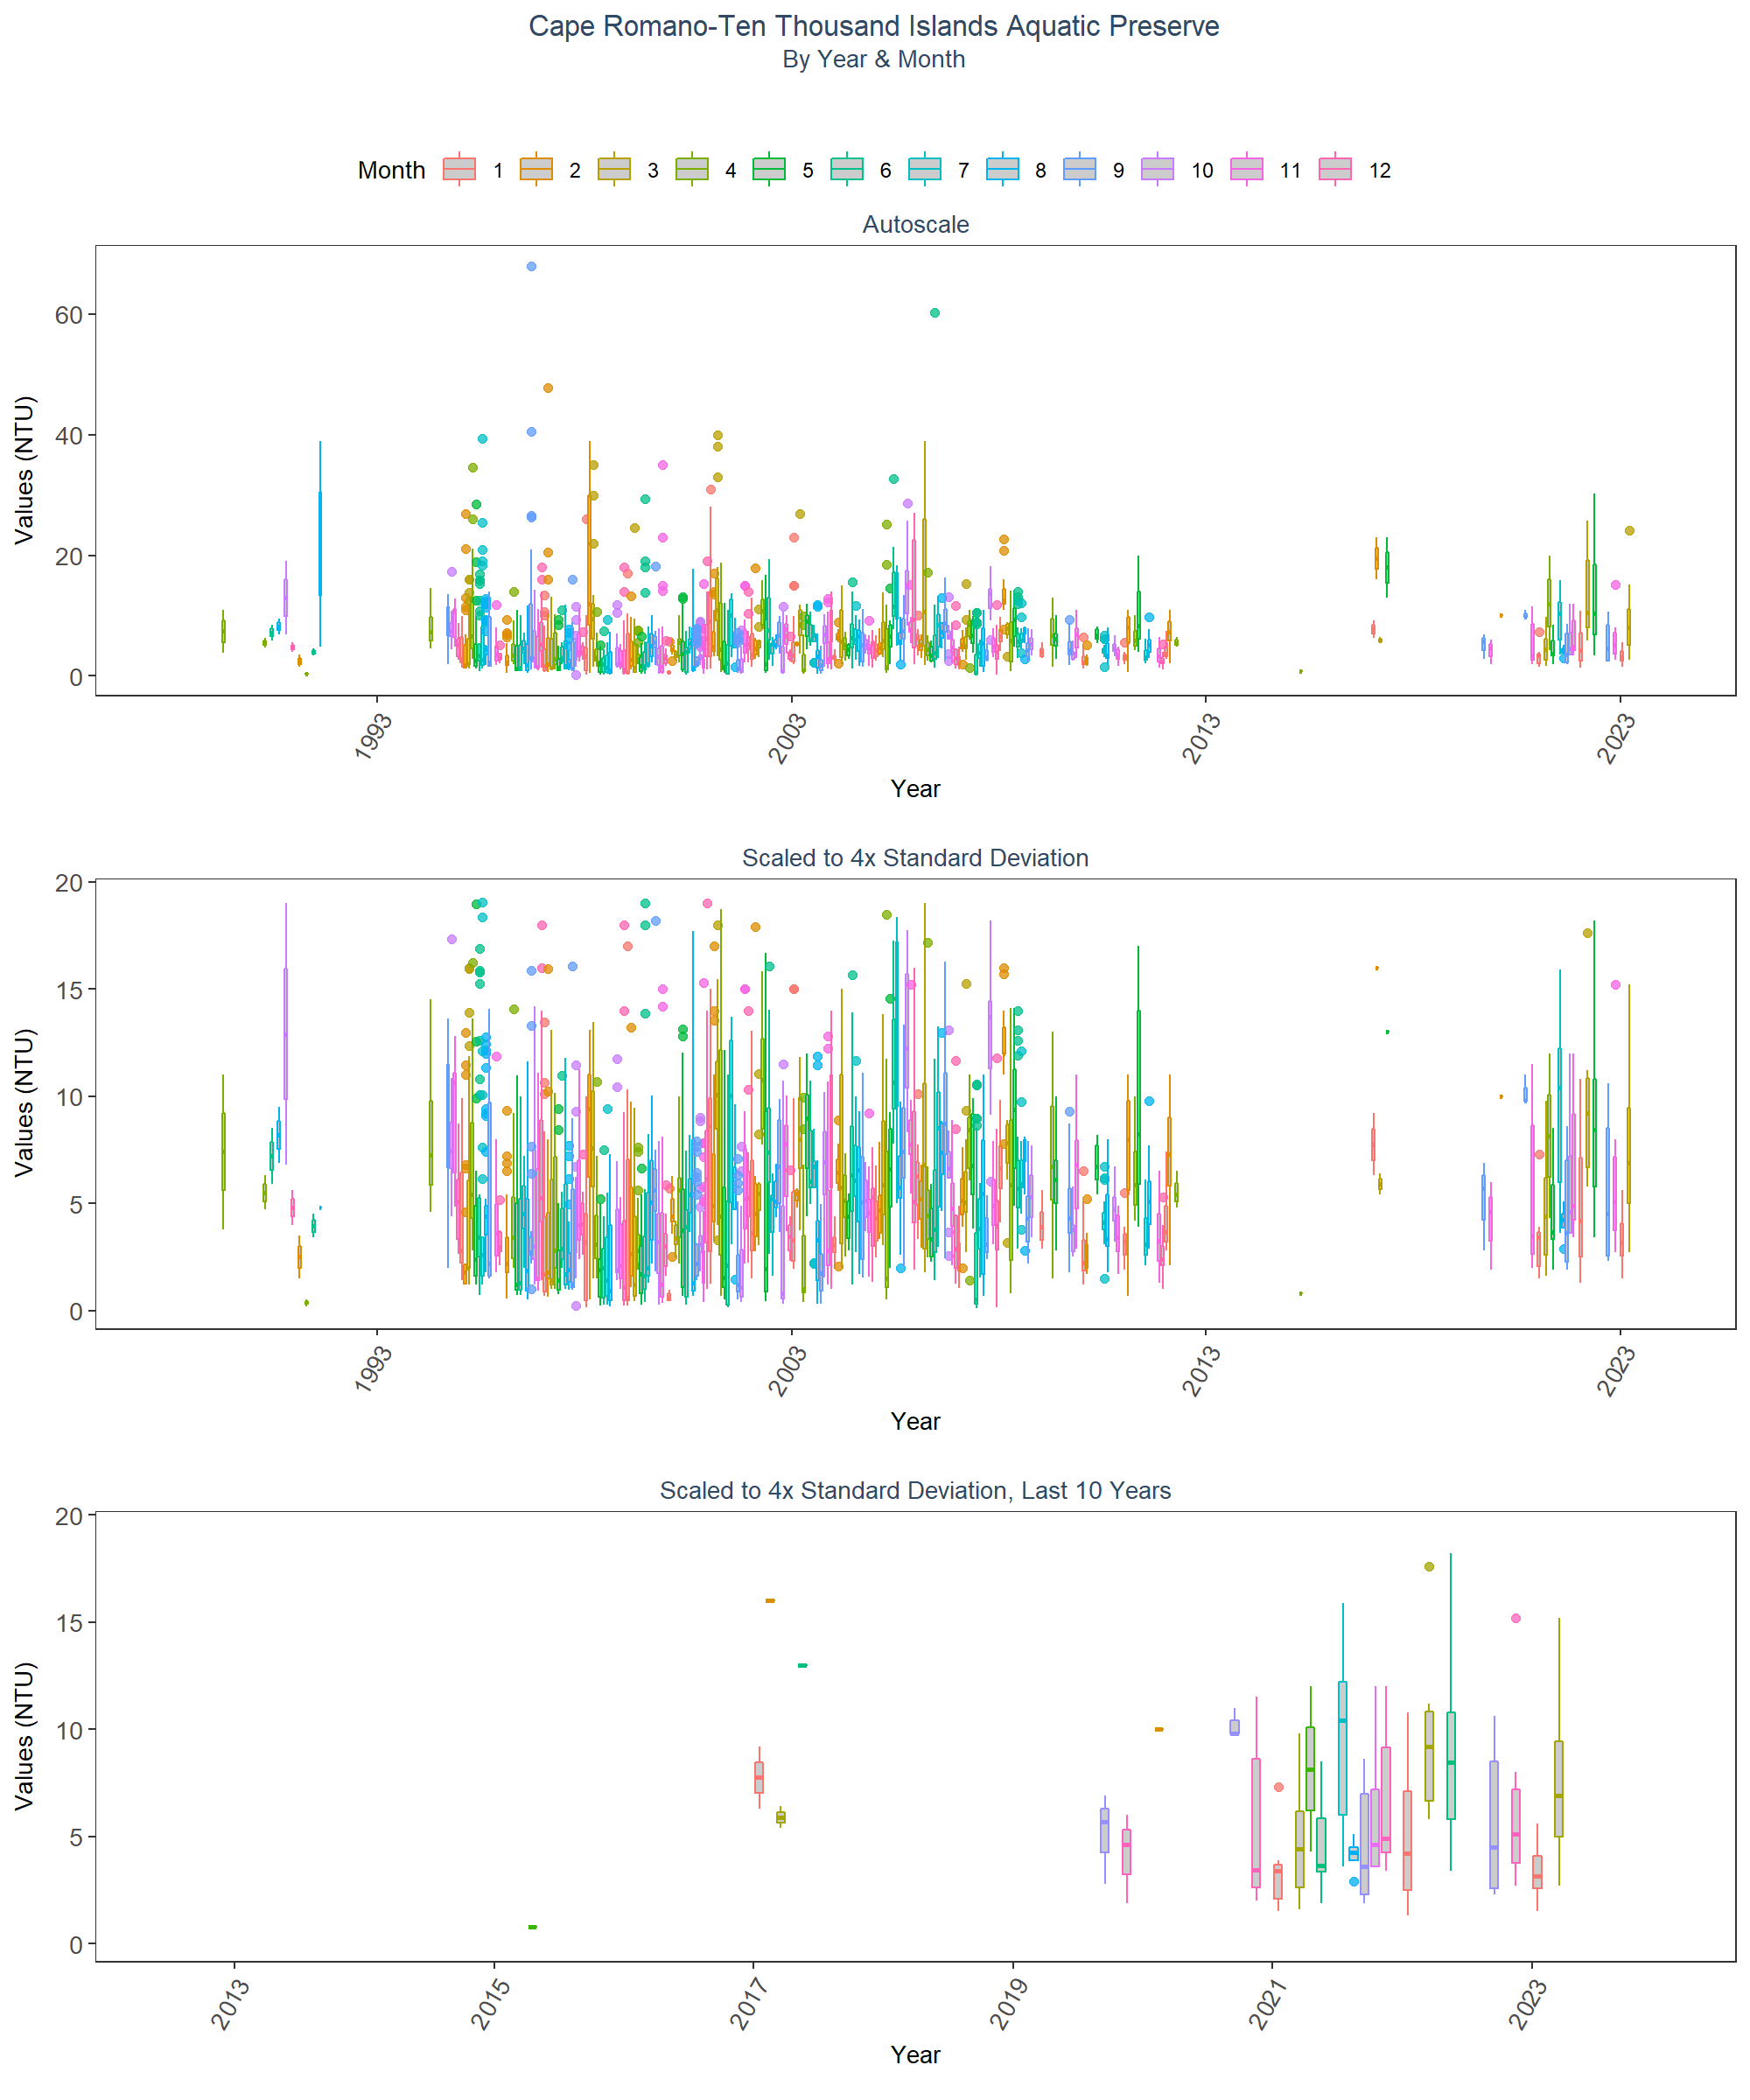 Cape Romano-Ten Thousand Islands Aquatic Preserve
By Year & Month
Month 1 2 3 4 5 6 7 8 9 10 11 12
Autoscale
Values (NTU)
60
40
20
0
1993 2003 2013 2023
Year
Scaled to 4x Standard Deviation
Values (NTU)
20
15
10
5
0
1993 2003 2013 2023
Year
Scaled to 4x Standard Deviation, Last 10 Years
Values (NTU)
20
15
10
5
0
2013 2015 2017 2019 2021 2023
Year